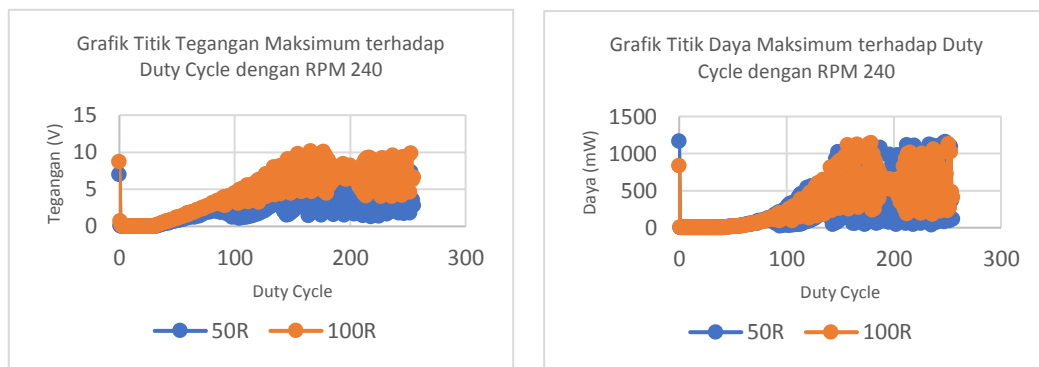 Grafik Titik Tegangan Maksimum terhadap
Duty Cycle dengan RPM 240
Tegangan (V)
15
10
5
0
0 100 200 300
Duty Cycle
50R 100R
Grafik Titik Daya Maksimum terhadap Duty
Cycle dengan RPM 240
Daya (mW)
1500
1000
500
0
0 100 200 300
Duty Cycle
50R 100R